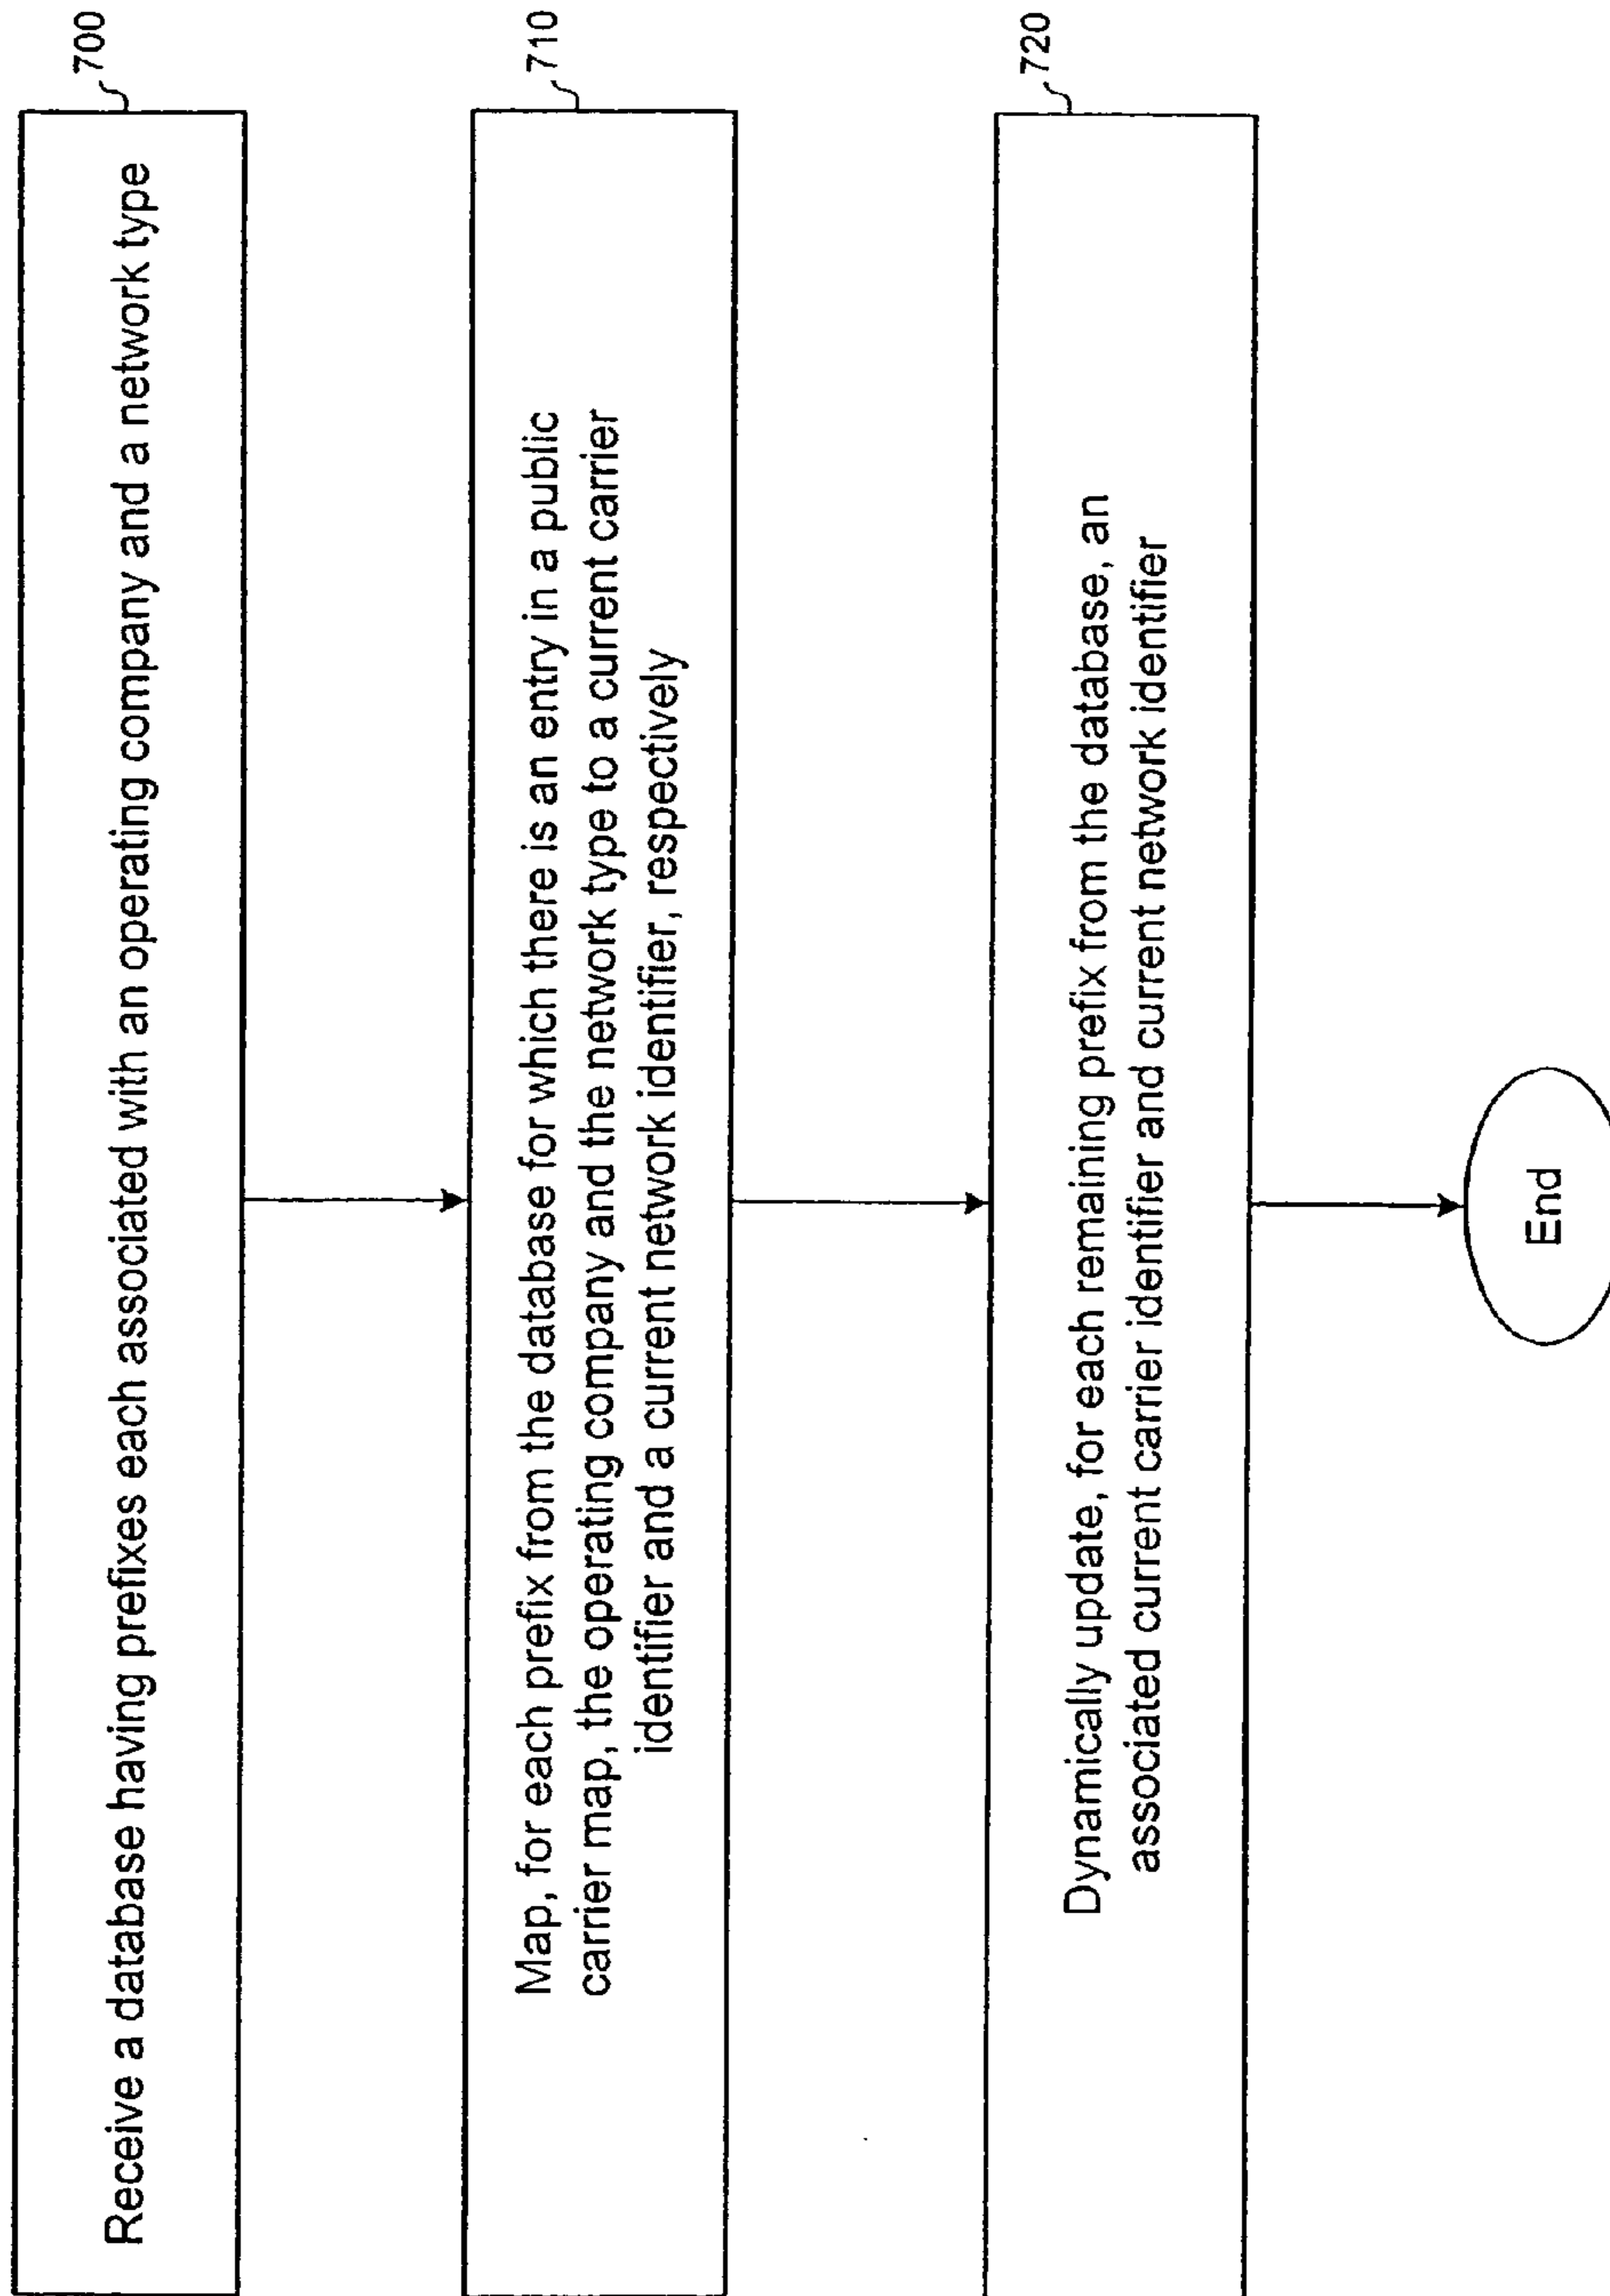 700
Receive a database having prefixes each associated with an operating company and a network type
710
Map, for each prefix from the database for which there is an entry in a public
carrier map, the operating company and the network type to a current carrier
identifier and a current network identifier, respectively
720
Dynamically update, for each remaining prefix from the database, an
associated current carrier identifier and current network identifier
End